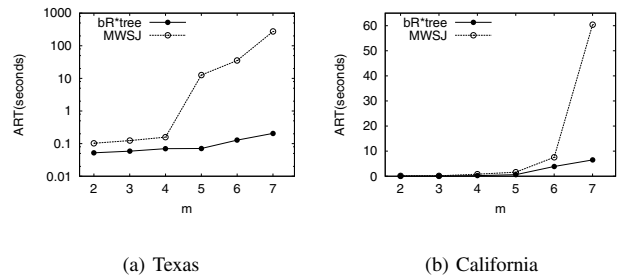 1000
100
10
1
0.1
0.01
ART(seconds)
bR*tree
MWSJ
2 3 4 5 6 7
m
(a) Texas
60
50
40
30
20
10
0
ART(seconds)
bR*tree
MWSJ
2 3 4 5 6 7
m
(b) California